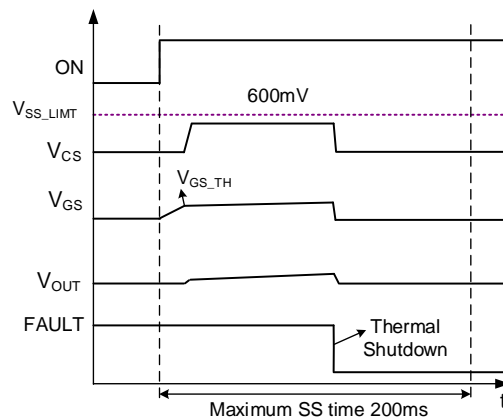 ON
V_SS_LIMT
600mV
V_CS
V_GS_TH
V_GS
V_OUT
FAULT
Thermal
Shutdown
t
Maximum SS time 200ms